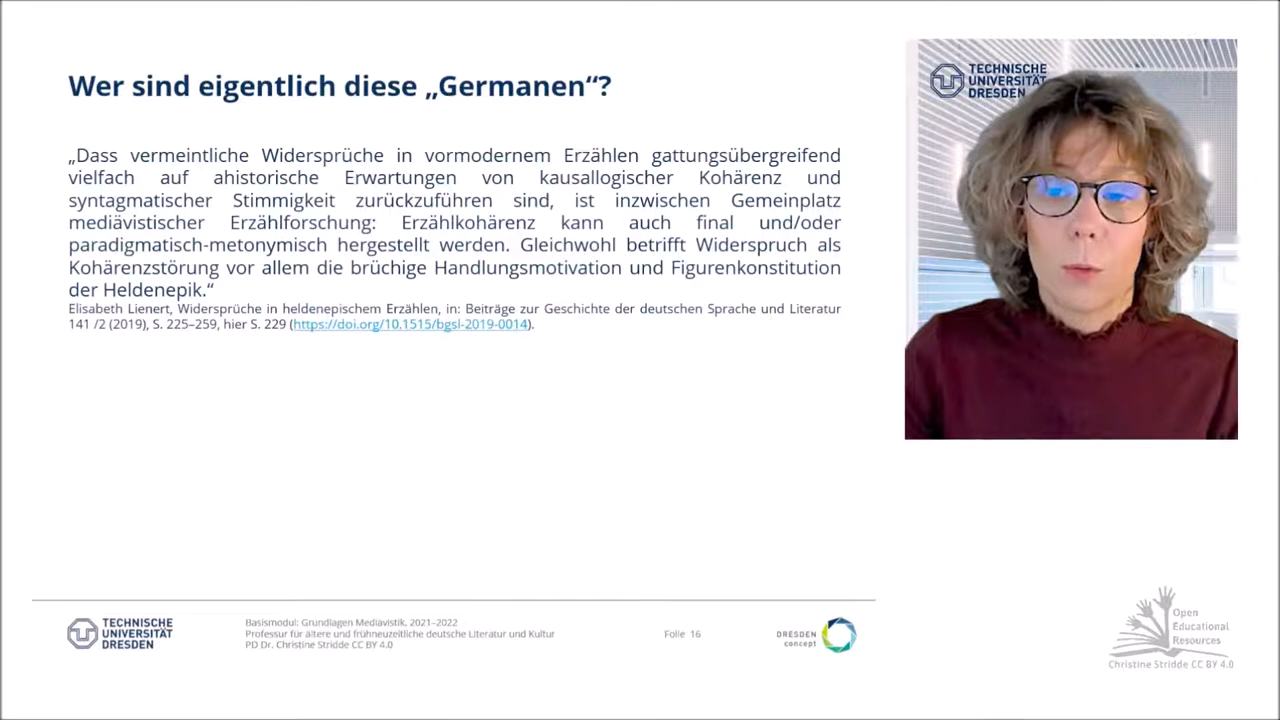 Wer sind eigentlich diese „Germanen“?
„Dass vermeintliche Widersprüche in vormodernem Erzählen gattungsübergreifend
vielfach auf ahistorische Erwartungen von kausallogischer Kohärenz und
syntagmatischer Stimmigkeit zurückzuführen sind, ist inzwischen Gemeinplatz
mediävistischer Erzählforschung: Erzählkohärenz kann auch final und/oder
paradigmatisch-metonymisch hergestellt werden. Gleichwohl betrifft Widerspruch als
Kohärenzstörung vor allem die brüchige Handlungsmotivation und Figurenkonstitution
der Heldenepik.“
Elisabeth Lienert, Widersprüche in heldenepischem Erzählen, in: Beiträge zur Geschichte der deutschen Sprache und Literatur
141 /2 (2019), S. 225–259, hier S. 229 (https://doi.org/10.1515/bgsl-2019-0014).
TECHNISCHE
UNIVERSITÄT
DRESDEN
TECHNISCHE
UNIVERSITÄT
DRESDEN
Basismodul: Grundlagen Mediävistik, 2021–2022
Professur für ältere und frühneuzeitliche deutsche Literatur und Kultur
PD Dr. Christine Stridde CC BY 4.0
Folie 16
DRESDEN
concept
Open
Educational
Resources
Christine Stridde CC BY 4.0